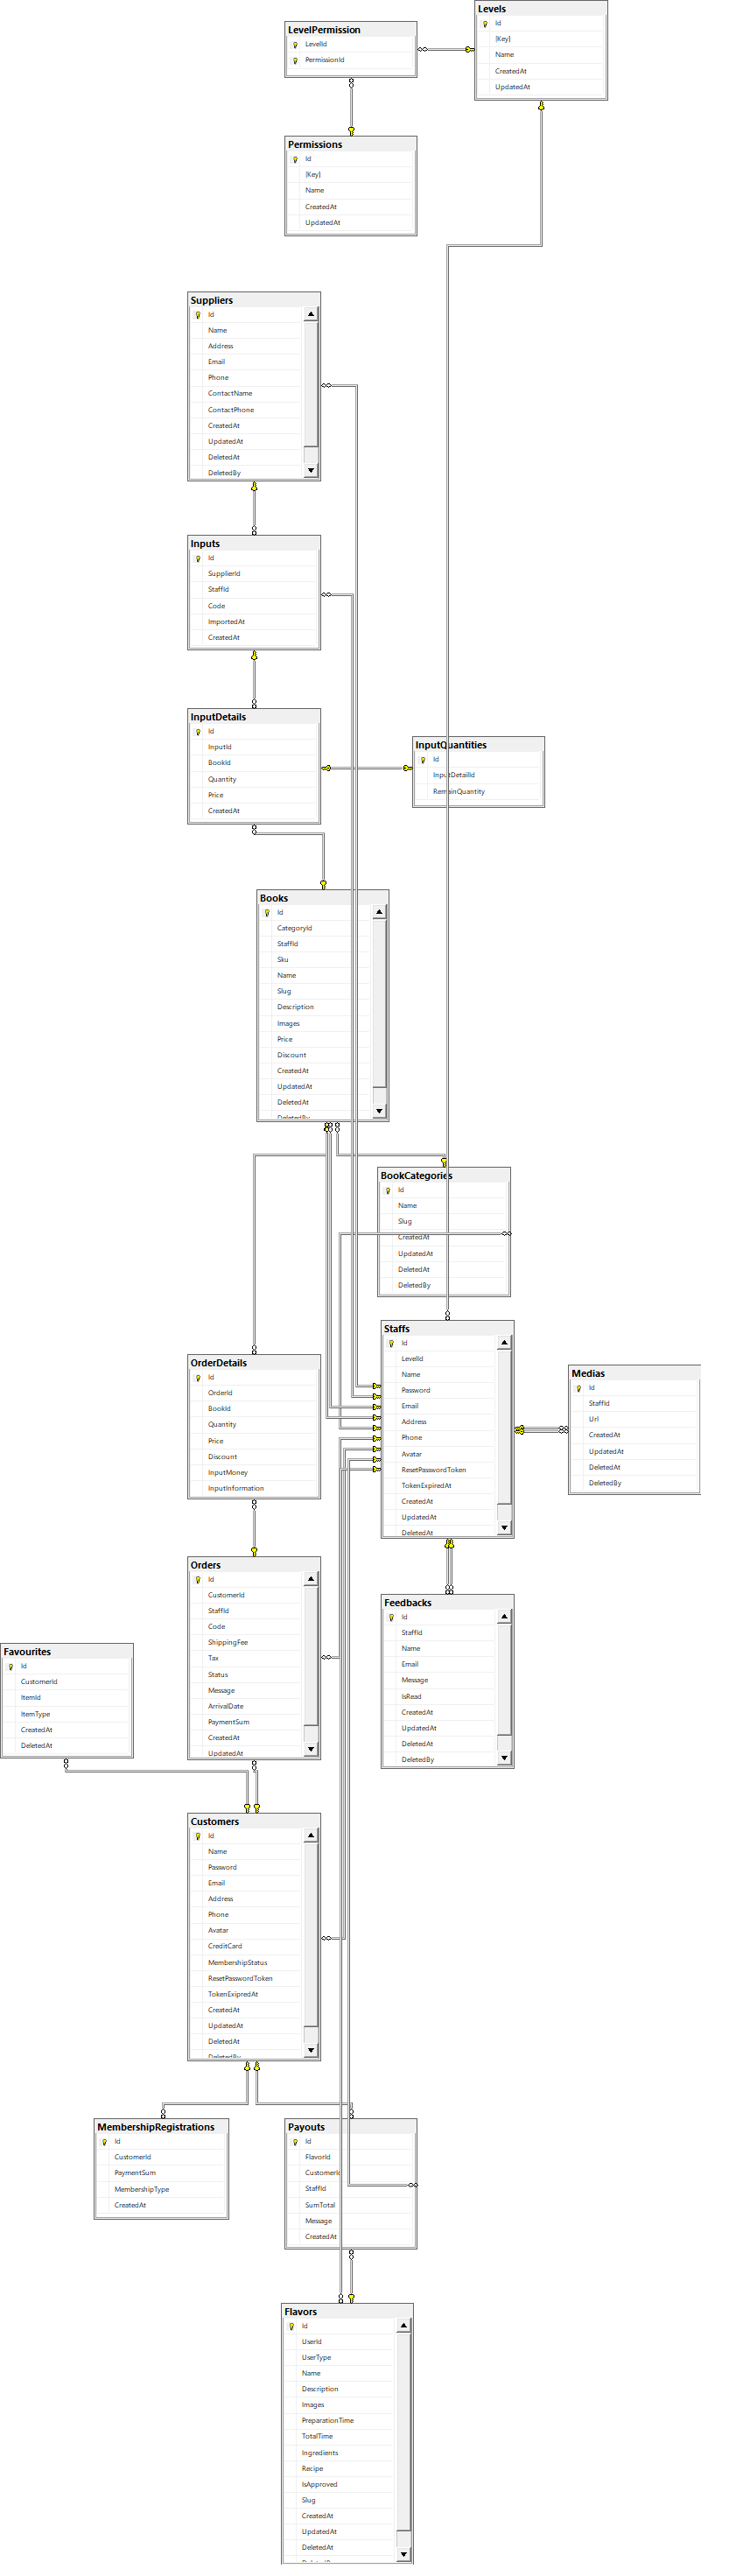 Levels
Id
[Key]
Name
CreatedAt
UpdatedAt
LevelPermission
LevelId
PermissionId
Permissions
Id
[Key]
Name
CreatedAt
UpdatedAt
Suppliers
Id
Name
Address
Email
Phone
ContactName
ContactPhone
CreatedAt
UpdatedAt
DeletedAt
DeletedBy
Inputs
Id
SupplierId
StaffId
Code
ImportedAt
CreatedAt
InputDetails
Id
InputId
BookId
Quantity
Price
CreatedAt
InputQuantities
Id
InputDetailId
RemainQuantity
Books
Id
CategoryId
StaffId
Sku
Name
Slug
Description
Images
Price
Discount
CreatedAt
UpdatedAt
DeletedAt
DeletedBy
BookCategories
Id
Name
Slug
CreatedAt
UpdatedAt
DeletedAt
DeletedBy
Staffs
Id
LevelId
Name
Password
Email
Address
Phone
Avatar
ResetPasswordToken
TokenExpiredAt
CreatedAt
UpdatedAt
DeletedAt
OrderDetails
Id
OrderId
BookId
Quantity
Price
Discount
InputMoney
InputInformation
Medias
Id
StaffId
Url
CreatedAt
UpdatedAt
DeletedAt
DeletedBy
Orders
Id
CustomerId
StaffId
Code
ShippingFee
Tax
Status
Message
ArrivalDate
PaymentSum
CreatedAt
UpdatedAt
Feedbacks
Id
StaffId
Name
Email
Message
IsRead
CreatedAt
UpdatedAt
DeletedAt
DeletedBy
Favourites
Id
CustomerId
ItemId
ItemType
CreatedAt
DeletedAt
Customers
Id
Name
Password
Email
Address
Phone
Avatar
CreditCard
MembershipStatus
ResetPasswordToken
TokenExipredAt
CreatedAt
UpdatedAt
DeletedAt
DeletedBy
MembershipRegistrations
Id
CustomerId
PaymentSum
MembershipType
CreatedAt
Payouts
Id
FlavorId
CustomerId
StaffId
SumTotal
Message
CreatedAt
Flavors
Id
UserId
UserType
Name
Description
Images
PreparationTime
TotalTime
Ingredients
Recipe
IsApproved
Slug
CreatedAt
UpdatedAt
DeletedAt